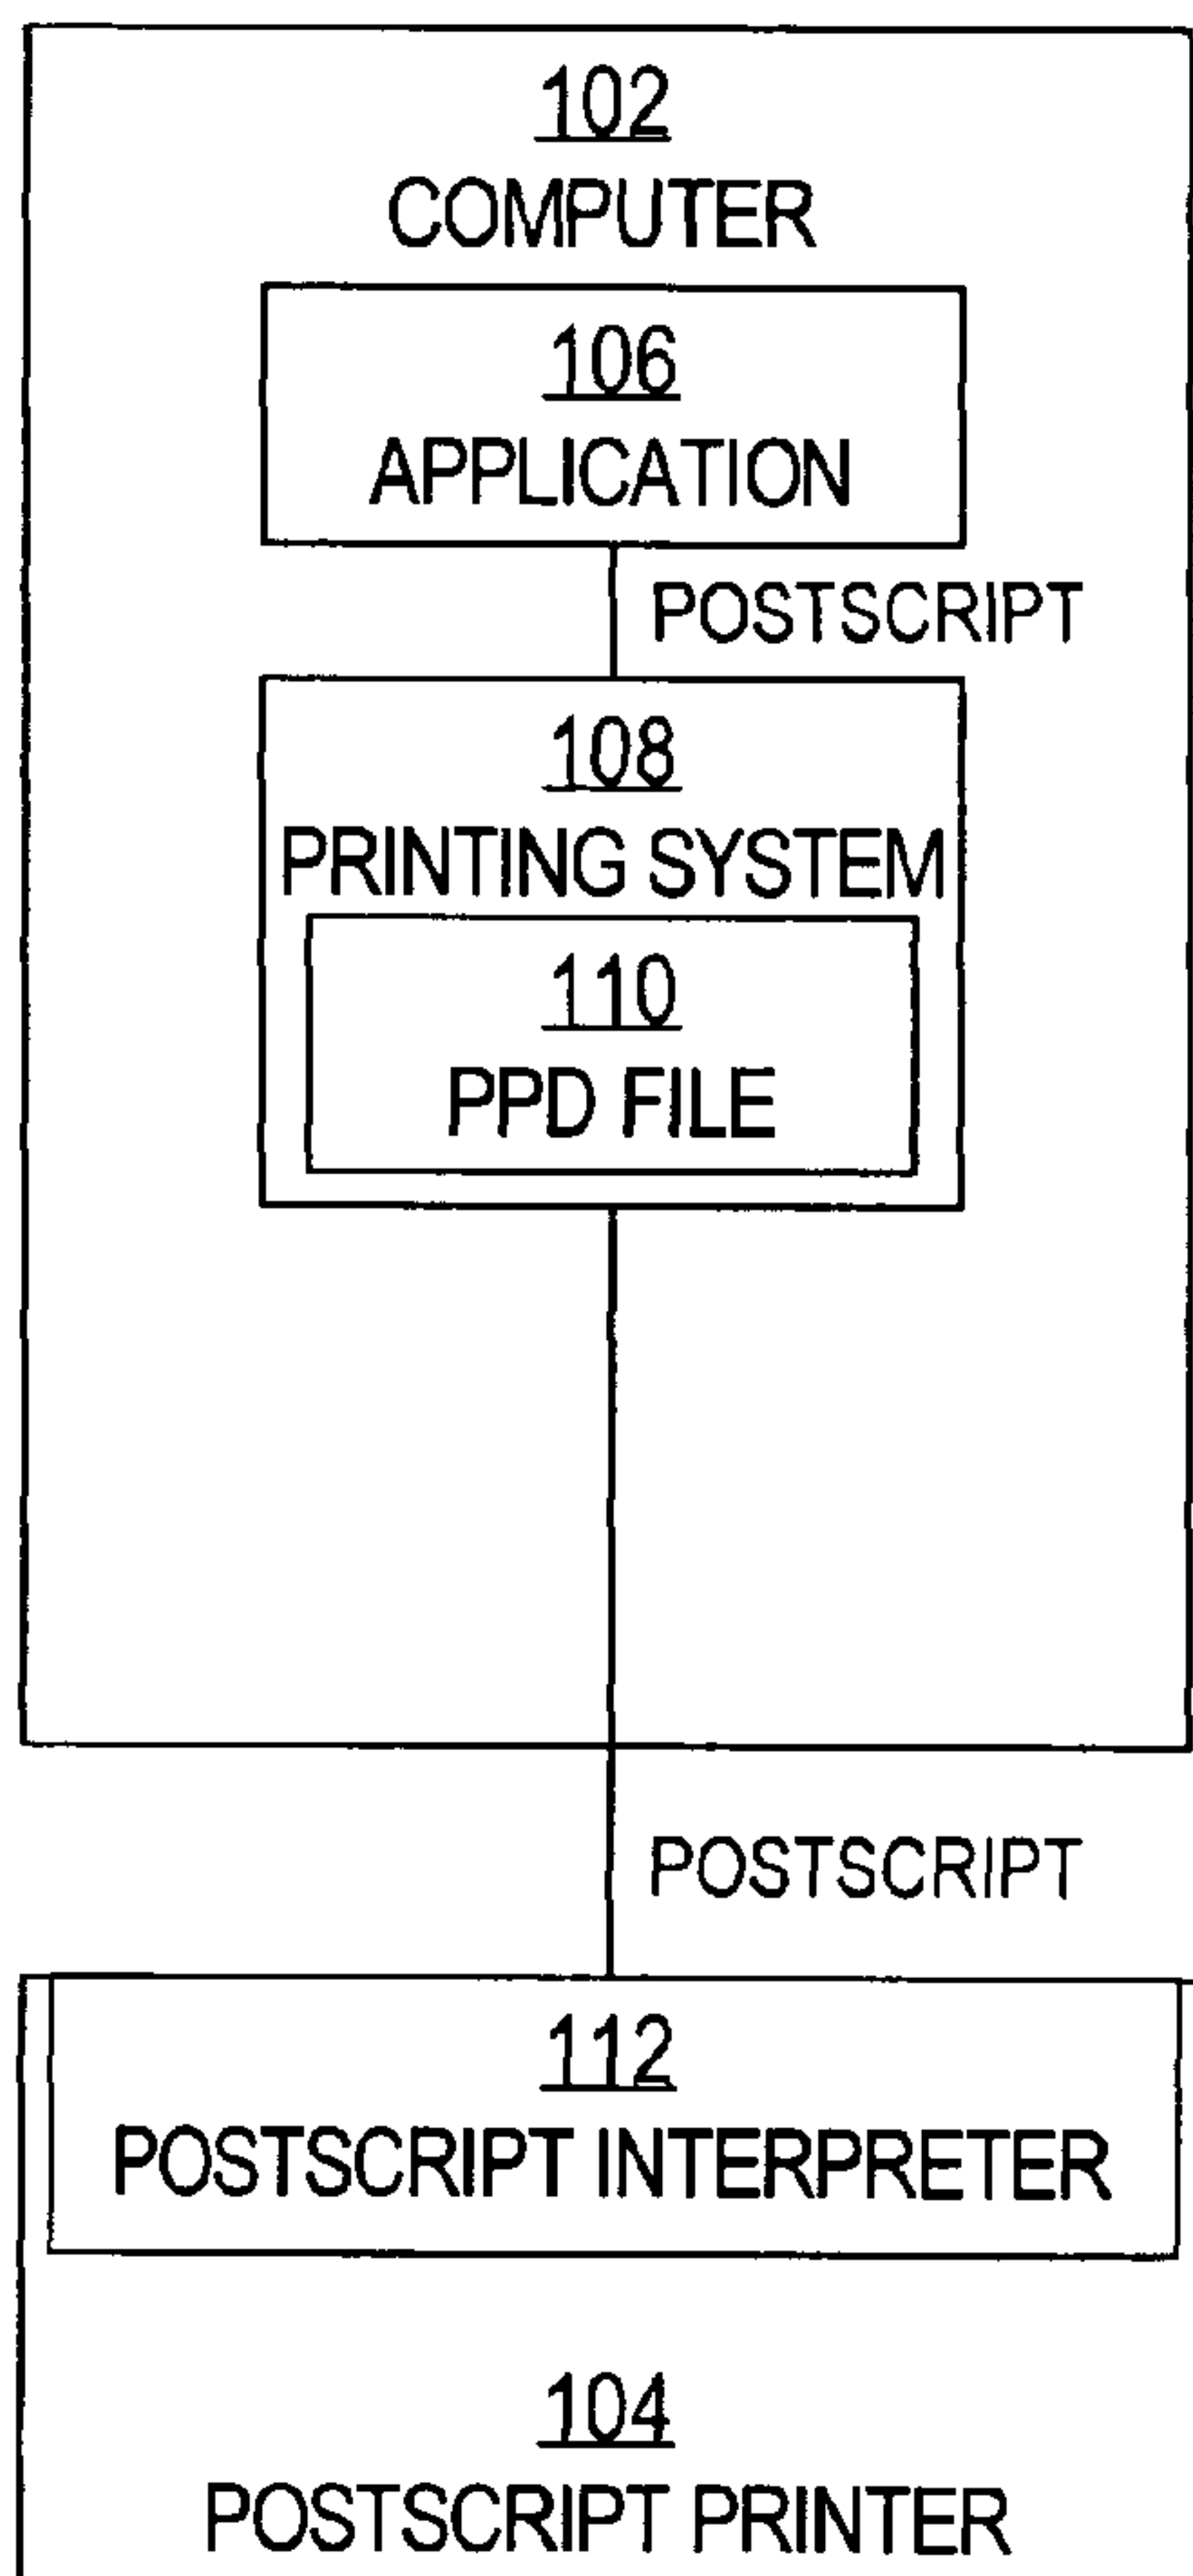 102
COMPUTER
106
APPLICATION
POSTSCRIPT
108
PRINTING SYSTEM
110
PPD FILE
POSTSCRIPT
112
POSTSCRIPT INTERPRETER
104
POSTSCRIPT PRINTER